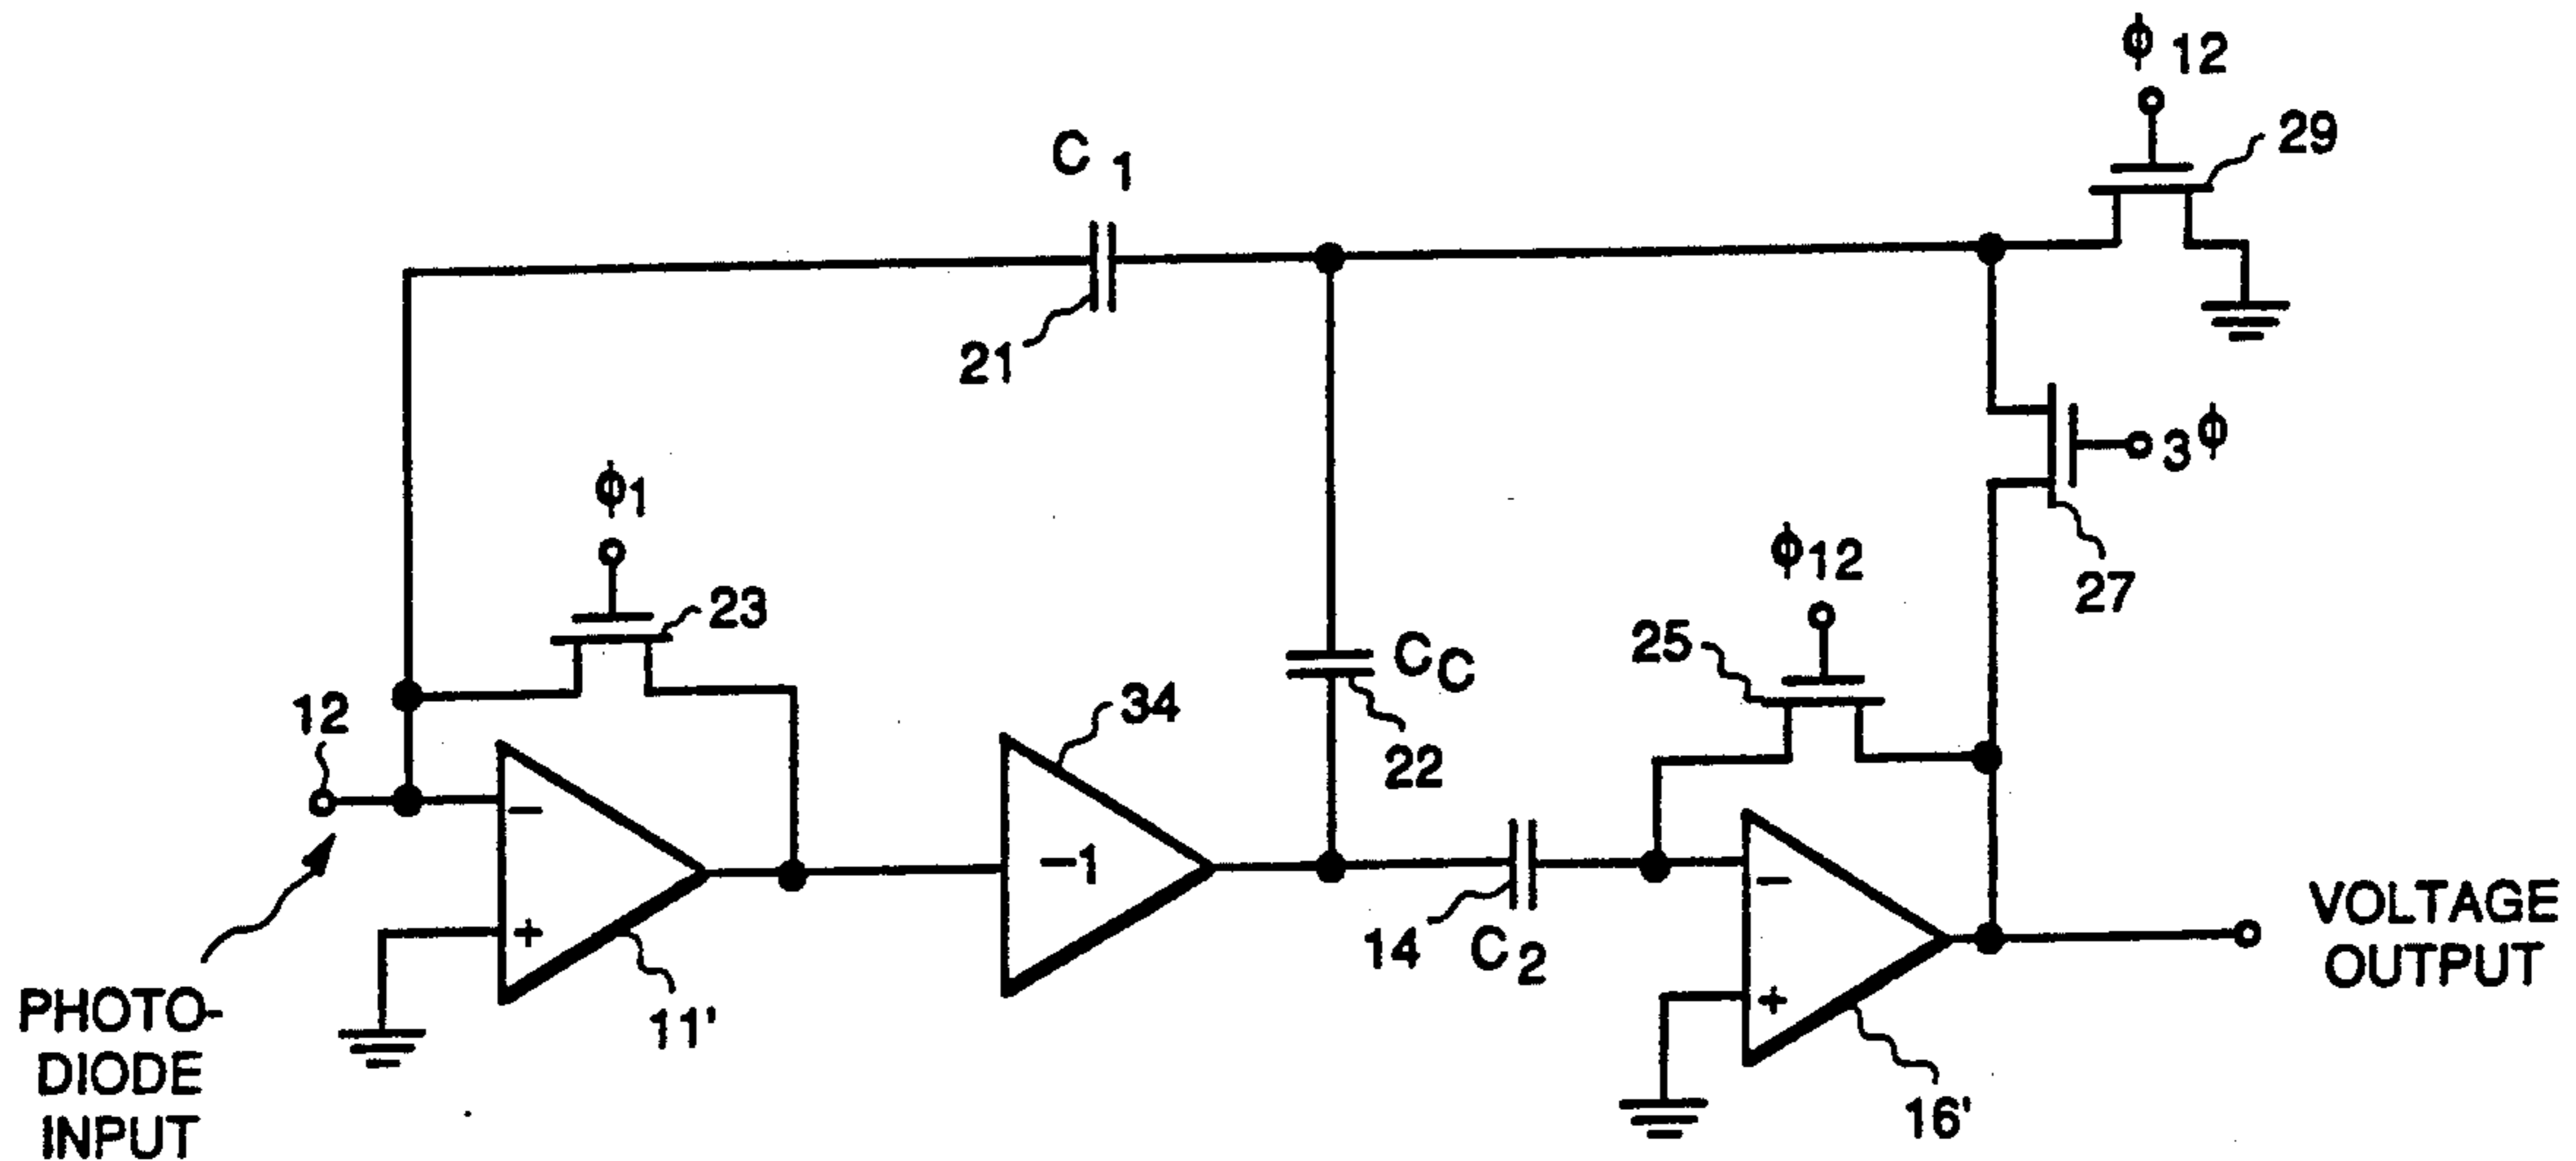 ϕ 12
29
C 1
21
3ϕ
27
ϕ1
23
ϕ12
25
CC
22
12
34
−
−1
−
+
+
14
C2
11'
16'
VOLTAGE
OUTPUT
PHOTO-
DIODE
INPUT